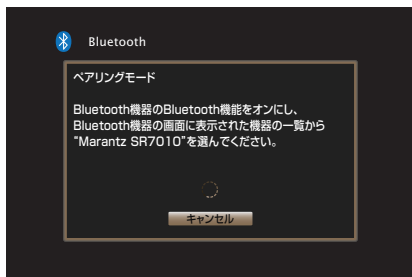 Bluetooth
ペアリングモード
Bluetooth機器のBluetooth機能をオンにし、
Bluetooth機器の画面に表示された機器の一覧から
“Marantz SR7010”を選んでください。
キャンセル